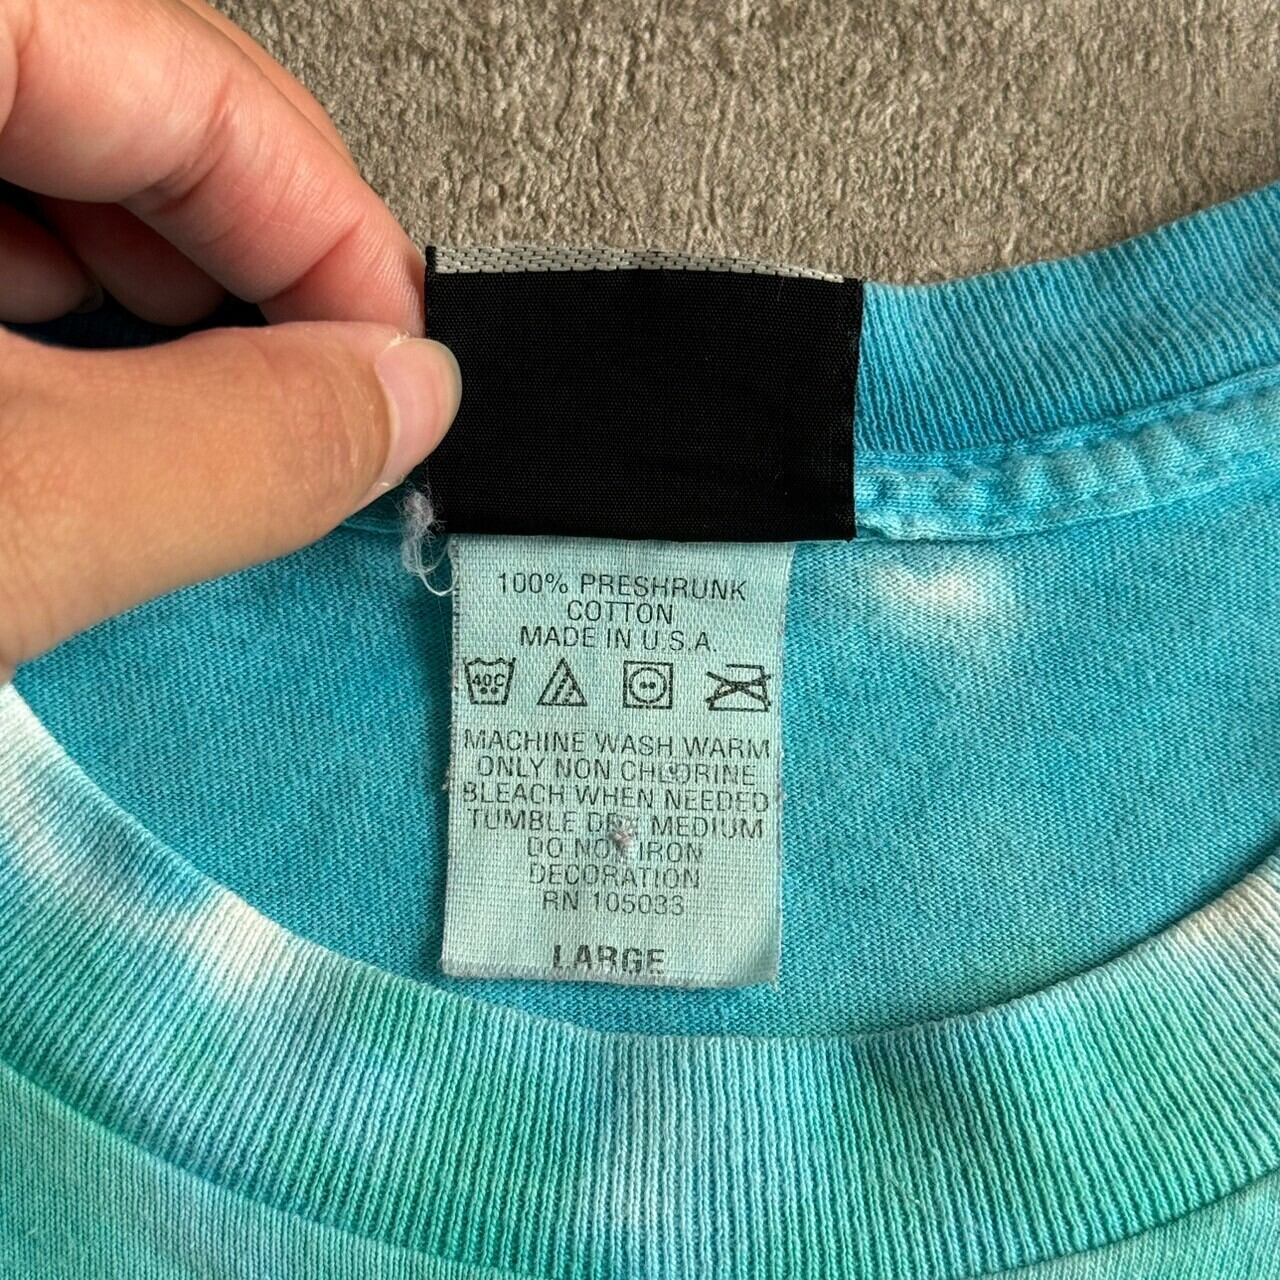 100% PRESHRUNK
COTTON
MADE IN U.S.A.
40C
MACHINE WASH WARM
ONLY NON CHLORINE
BLEACH WHEN NEEDED
TUMBLE DRY MEDIUM
DO NOT IRON
DECORATION
RN 105033
LARGE